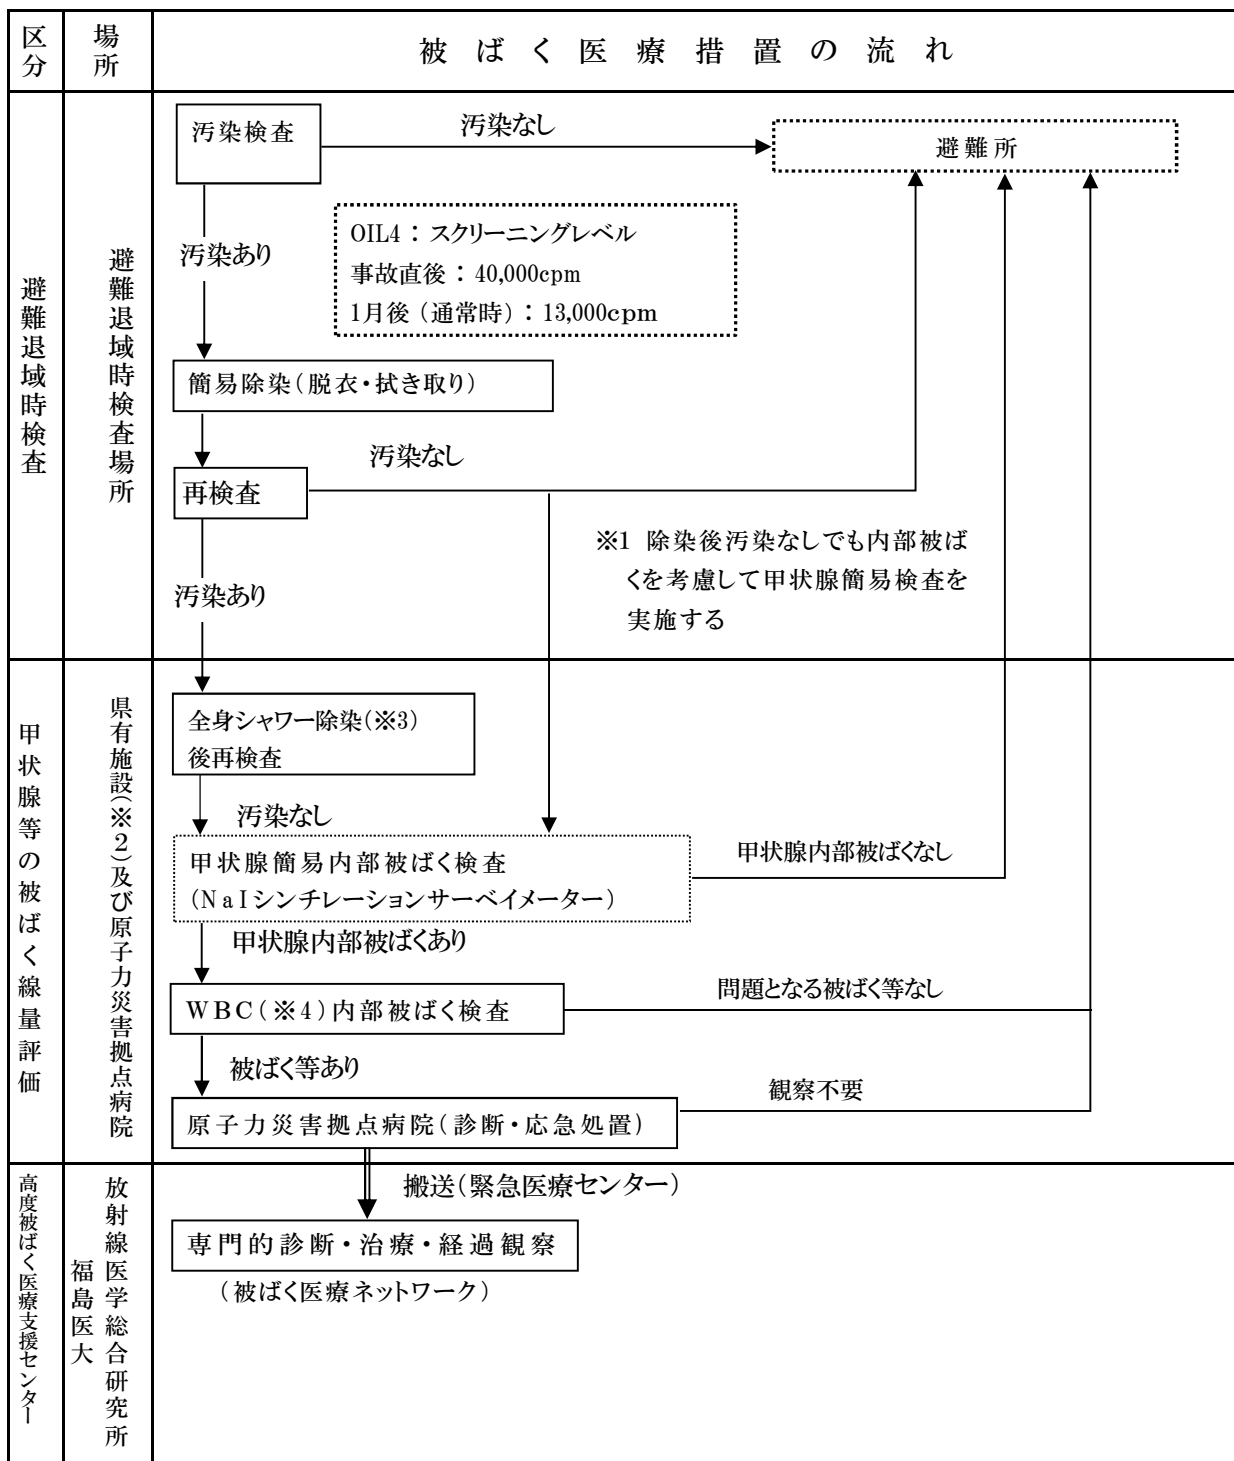 区分
場所
被ばく医療措置の流れ
避難退域時検査
避難退域時検査場所
汚染検査
汚染なし
避難所
汚染あり
OIL4：スクリーニングレベル
事故直後：40,000cpm
1月後（通常時）：13,000cpm
簡易除染（脱衣・拭き取り）
汚染なし
再検査
※1 除染後汚染なしでも内部被ば
くを考慮して甲状腺簡易検査を
実施する
汚染あり
甲状腺等の被ばく線量評価
県有施設（※２）及び原子力災害拠点病院
全身シャワー除染（※3）
後再検査
汚染なし
甲状腺簡易内部被ばく検査
（ＮａＩシンチレーションサーベイメーター）
甲状腺内部被ばくなし
甲状腺内部被ばくあり
WBC（※4）内部被ばく検査
問題となる被ばく等なし
被ばく等あり
原子力災害拠点病院（診断・応急処置）
観察不要
高度被ばく医療支援センター
放射線医学総合研究所
福島医大
搬送（緊急医療センター）
専門的診断・治療・経過観察
（被ばく医療ネットワーク）